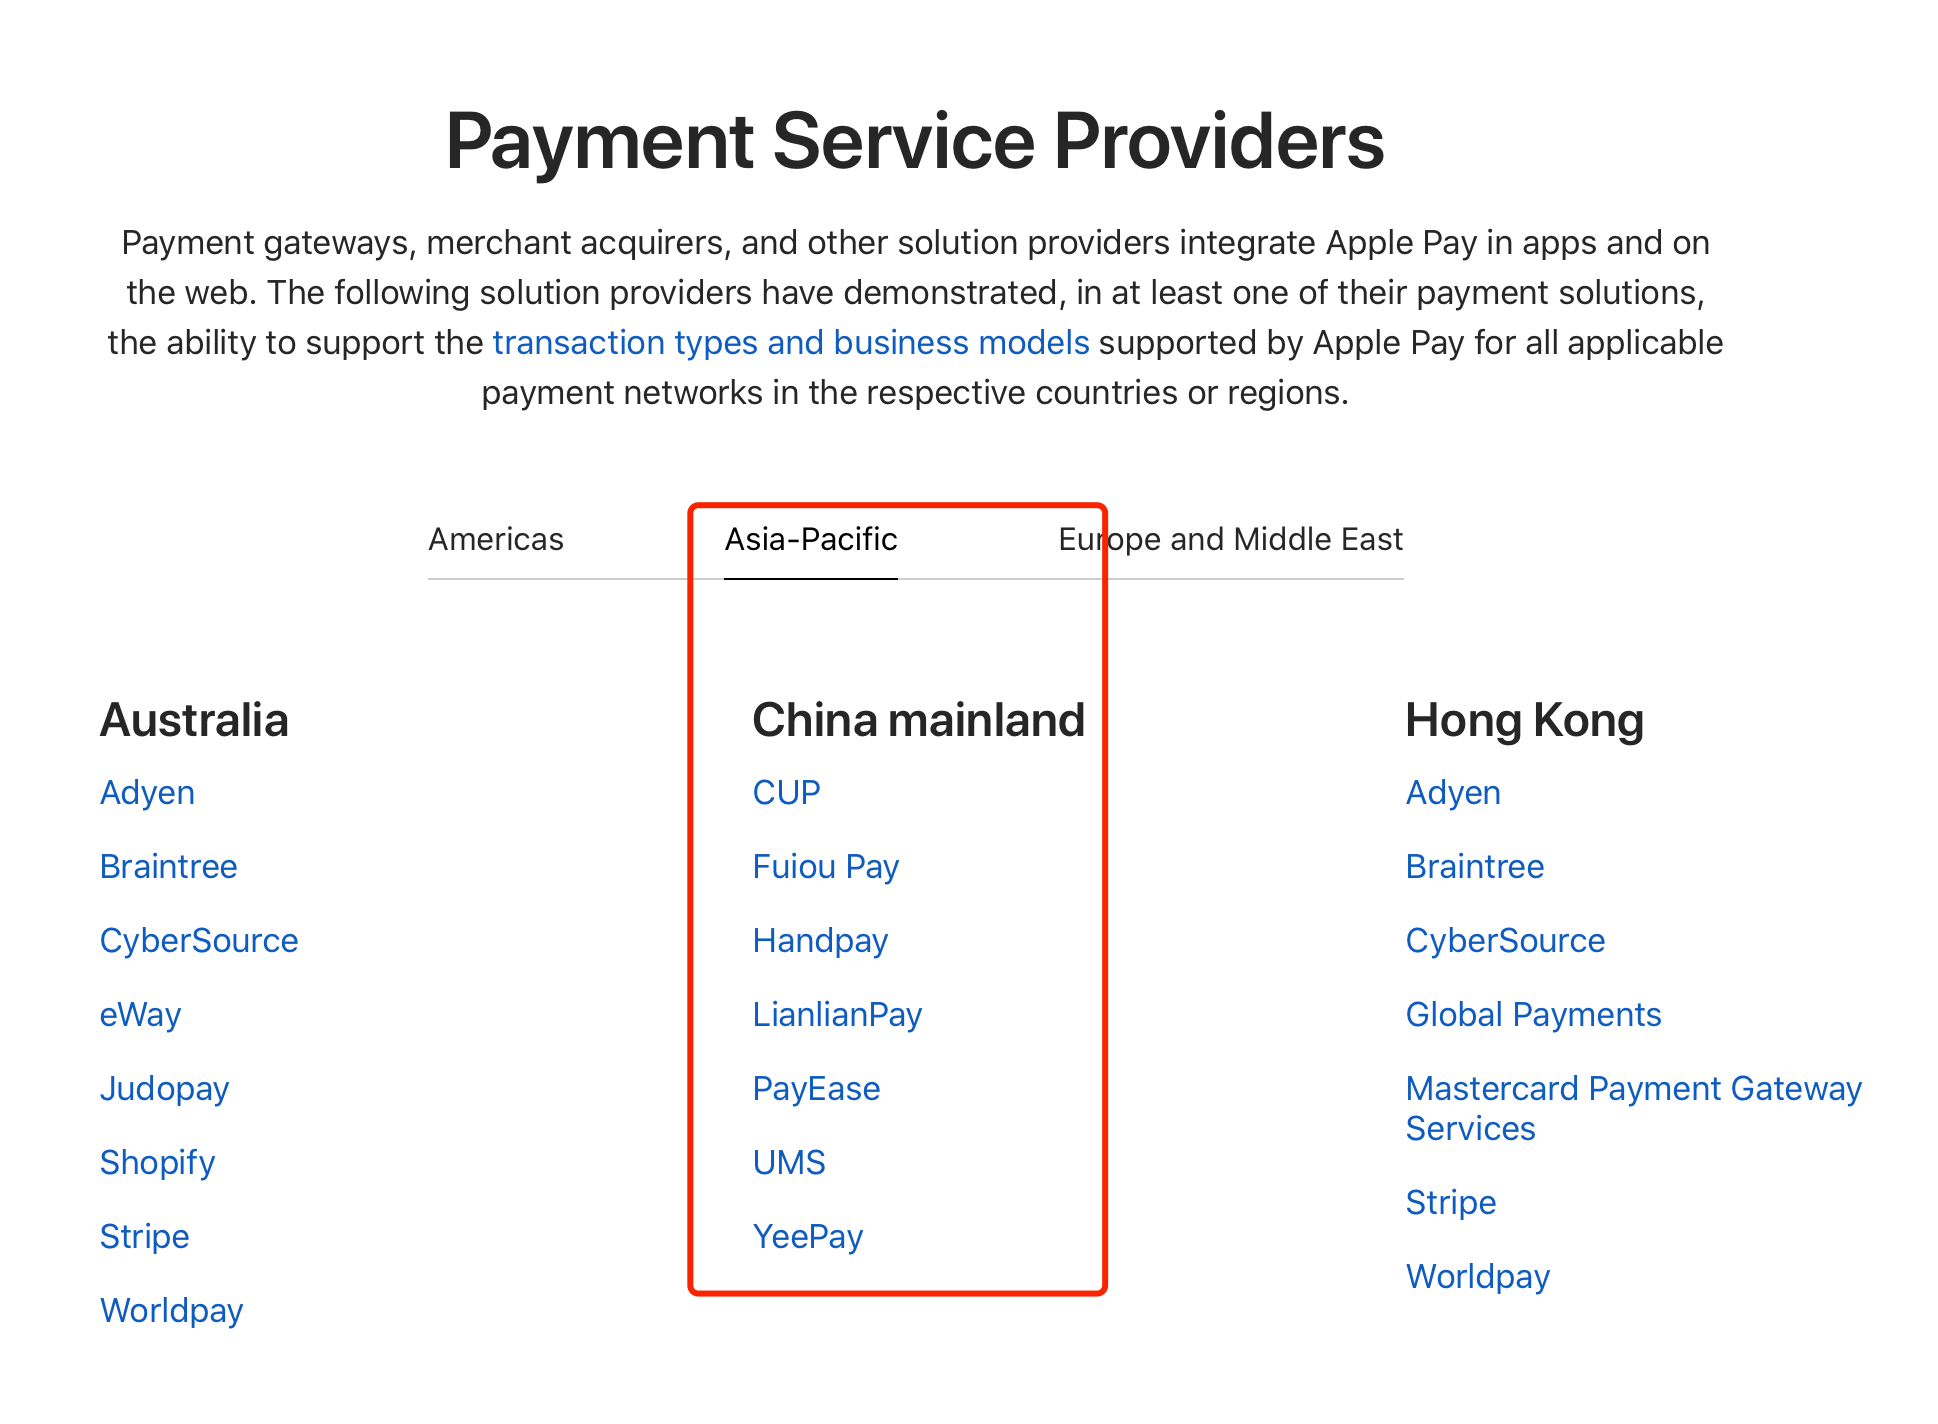 Payment Service Providers
Payment gateways, merchant acquirers, and other solution providers integrate Apple Pay in apps and on
the web. The following solution providers have demonstrated, in at least one of their payment solutions,
the ability to support the transaction types and business models supported by Apple Pay for all applicable
payment networks in the respective countries or regions.
Americas
Asia-Pacific
Europe and Middle East
Australia
Adyen
Braintree
CyberSource
eWay
Judopay
Shopify
Stripe
Worldpay
China mainland
CUP
Fuiou Pay
Handpay
LianlianPay
PayEase
UMS
YeePay
Hong Kong
Adyen
Braintree
CyberSource
Global Payments
Mastercard Payment Gateway
Services
Stripe
Worldpay